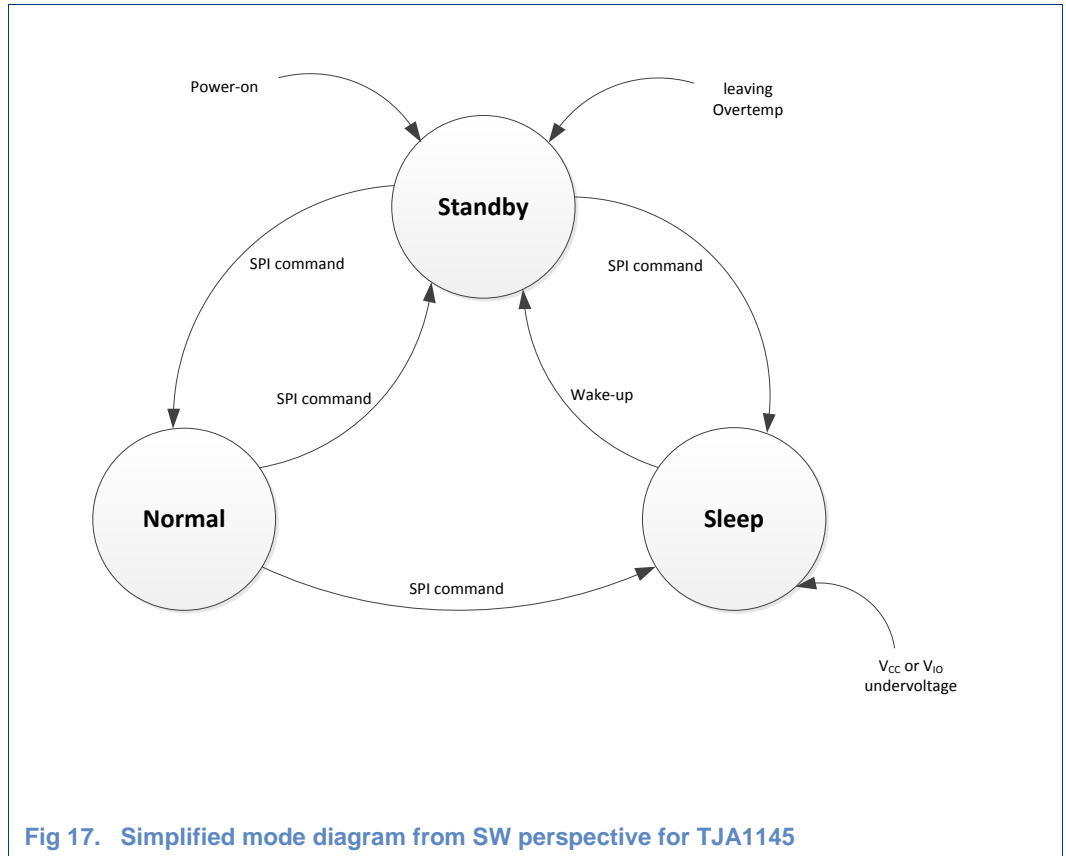 Power-on
leaving
Overtemp
Standby
SPI command
SPI command
SPI command
Wake-up
Normal
Sleep
SPI command
VCC or VIO
undervoltage
Fig 17. Simplified mode diagram from SW perspective for TJA1145